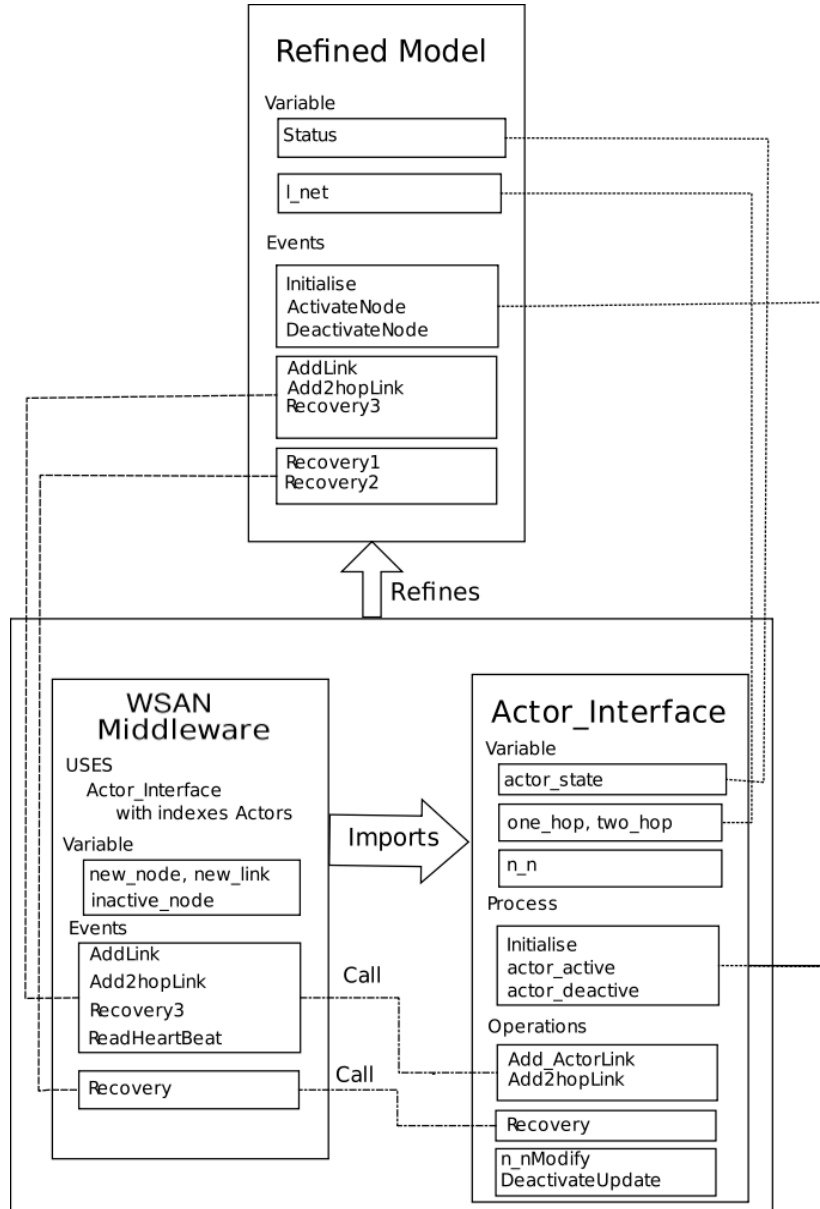 Refined Model
Variable
Status
l_net
Events
Initialise
ActivateNode
DeactivateNode
AddLink
Add2hopLink
Recovery3
Recovery1
Recovery2
Refines
WSAN
Middleware
USES
Actor_Interface
with indexes Actors
Variable
new_node, new_link
inactive_node
Events
AddLink
Add2hopLink
Recovery3
ReadHeartBeat
Recovery
Imports
Call
Call
Actor_Interface
Variable
actor_state
one_hop, two_hop
n_n
Process
Initialise
actor_active
actor_deactive
Operations
Add_ActorLink
Add2hopLink
Recovery
n_nModify
DeactivateUpdate